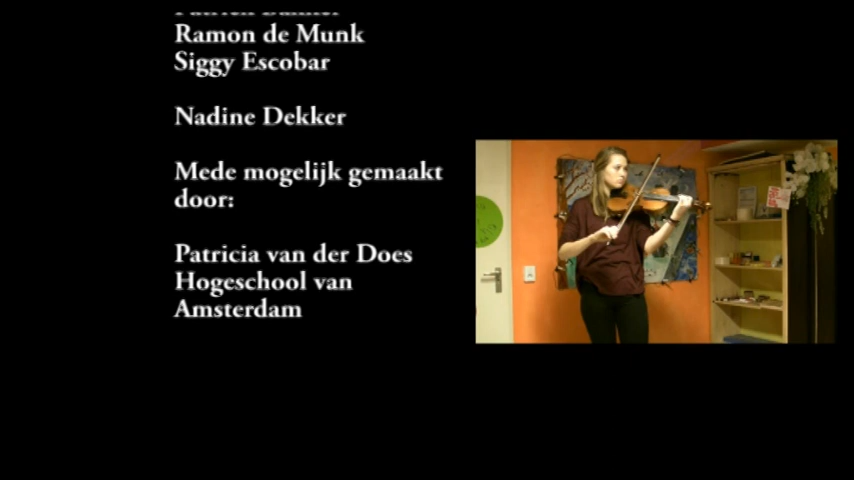 Ramon de Munk
Siggy Escobar
Nadine Dekker
Mede mogelijk gemaakt
door:
Patricia van der Does
Hogeschool van
Amsterdam